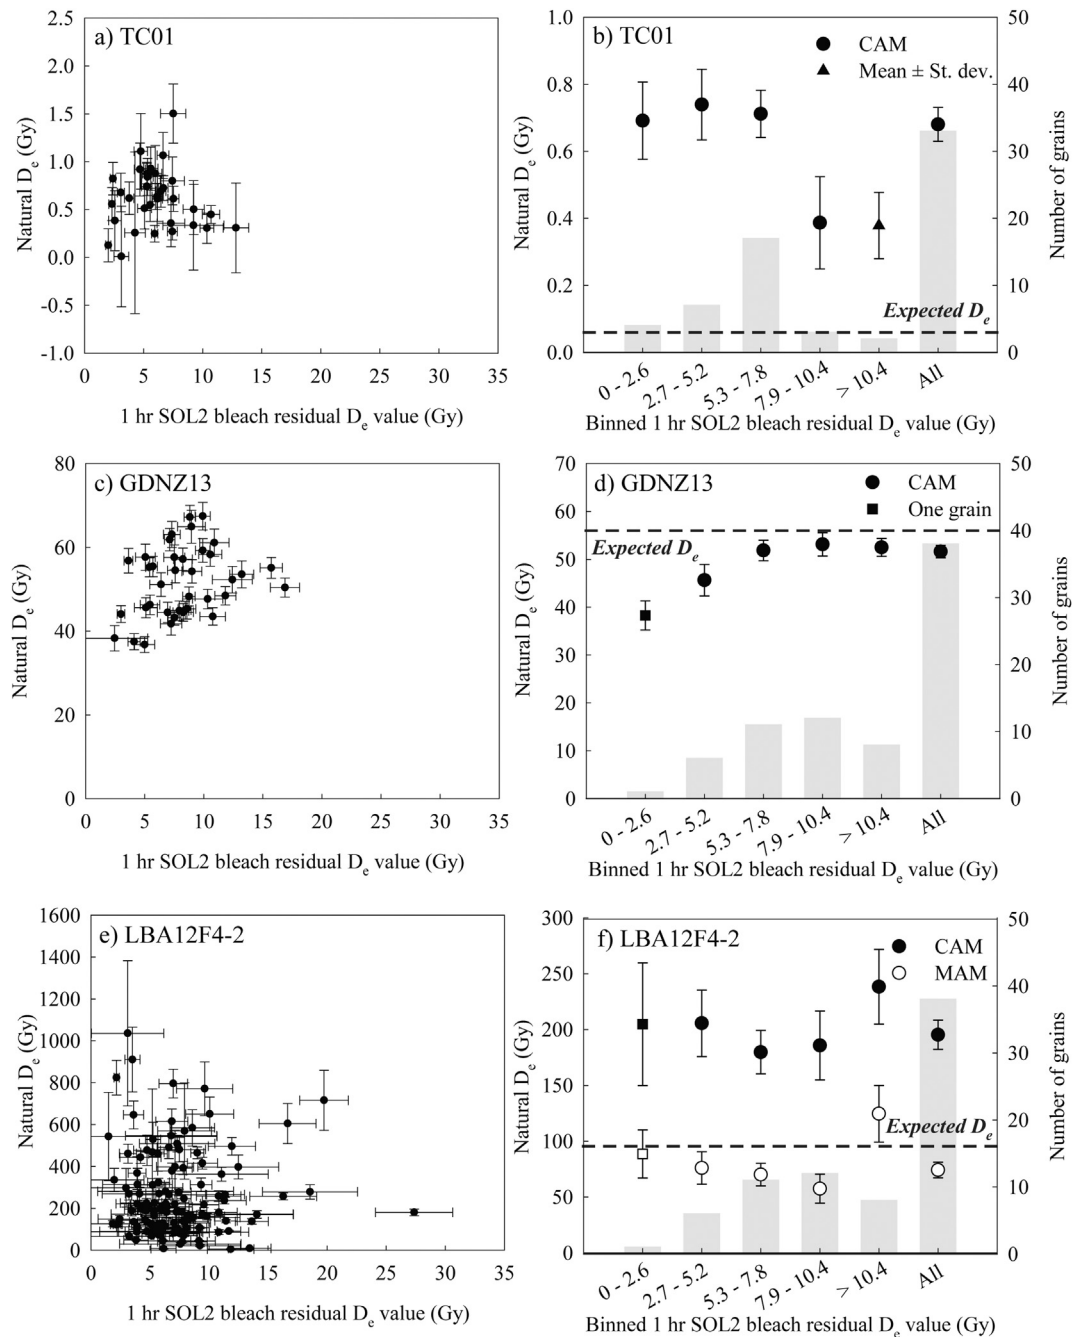 a) TC01
2.5
2.0
1.5
1.0
0.5
0.0
-0.5
-1.0
Natural De (Gy)
0 5 10 15 20 25 30 35
1 hr SOL2 bleach residual De value (Gy)
b) TC01
CAM
Mean ± St. dev.
Expected De
1.0
0.8
0.6
0.4
0.2
0.0
Natural De (Gy)
50
40
30
20
10
0
Number of grains
0 - 2.6
2.7 - 5.2
5.3 - 7.8
7.9 - 10.4
> 10.4
All
Binned 1 hr SOL2 bleach residual De value (Gy)
c) GDNZ13
80
60
40
20
0
Natural De (Gy)
0 5 10 15 20 25 30 35
1 hr SOL2 bleach residual De value (Gy)
d) GDNZ13
CAM
One grain
Expected De
70
60
50
40
30
20
10
0
Natural De (Gy)
50
40
30
20
10
0
Number of grains
0 - 2.6
2.7 - 5.2
5.3 - 7.8
7.9 - 10.4
> 10.4
All
Binned 1 hr SOL2 bleach residual De value (Gy)
e) LBA12F4-2
1600
1400
1200
1000
800
600
400
200
0
Natural De (Gy)
0 5 10 15 20 25 30 35
1 hr SOL2 bleach residual De value (Gy)
f) LBA12F4-2
CAM
MAM
Expected De
300
250
200
150
100
50
0
Natural De (Gy)
50
40
30
20
10
0
Number of grains
0 - 2.6
2.7 - 5.2
5.3 - 7.8
7.9 - 10.4
> 10.4
All
Binned 1 hr SOL2 bleach residual De value (Gy)